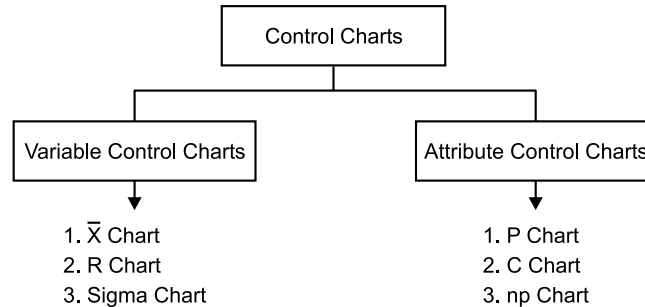 Control Charts
Variable Control Charts
Attribute Control Charts
1. X̅ Chart
2. R Chart
3. Sigma Chart
1. P Chart
2. C Chart
3. np Chart